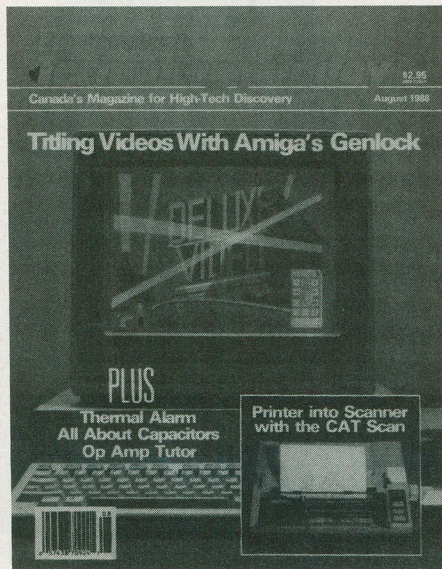 $2.95
Canada's Magazine for High-Tech Discovery
August 1988
Titling Videos With Amiga's Genlock
DELUXE
PLUS
Thermal Alarm
All About Capacitors
Op Amp Tutor
Printer into Scanner
with the CAT Scan